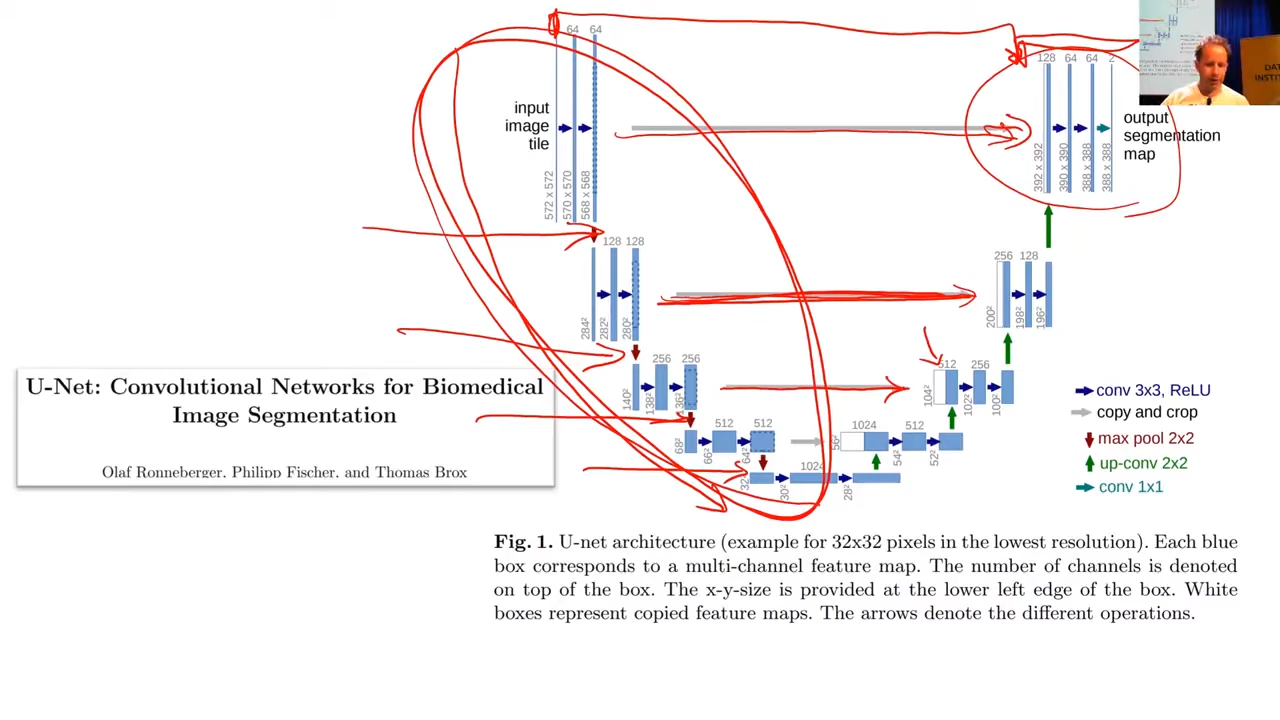 64 64
128 64 64 2
input
image
tile
output
segmentation
map
572 x 572
570 x 570
568 x 568
392 x 392
390 x 390
388 x 388
388 x 388
128 128
256 128
284²
282²
280²
200²
198²
196²
256 256
512 256
140²
138²
136²
104²
102²
100²
512 512
1024 512
68²
66²
64²
56²
54²
52²
1024
32²
30²
28²
conv 3x3, ReLU
copy and crop
max pool 2x2
up-conv 2x2
conv 1x1
U-Net: Convolutional Networks for Biomedical
Image Segmentation
Olaf Ronneberger, Philipp Fischer, and Thomas Brox
Fig. 1. U-net architecture (example for 32x32 pixels in the lowest resolution). Each blue
box corresponds to a multi-channel feature map. The number of channels is denoted
on top of the box. The x-y-size is provided at the lower left edge of the box. White
boxes represent copied feature maps. The arrows denote the different operations.